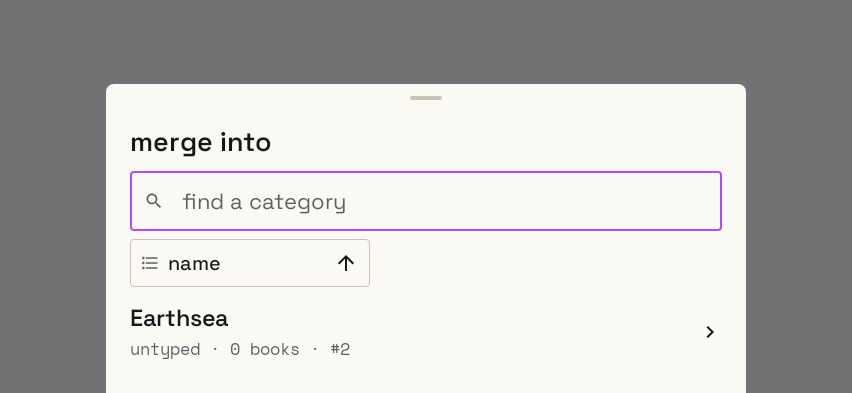 merge into
find a category
name
Earthsea
untyped · 0 books · #2